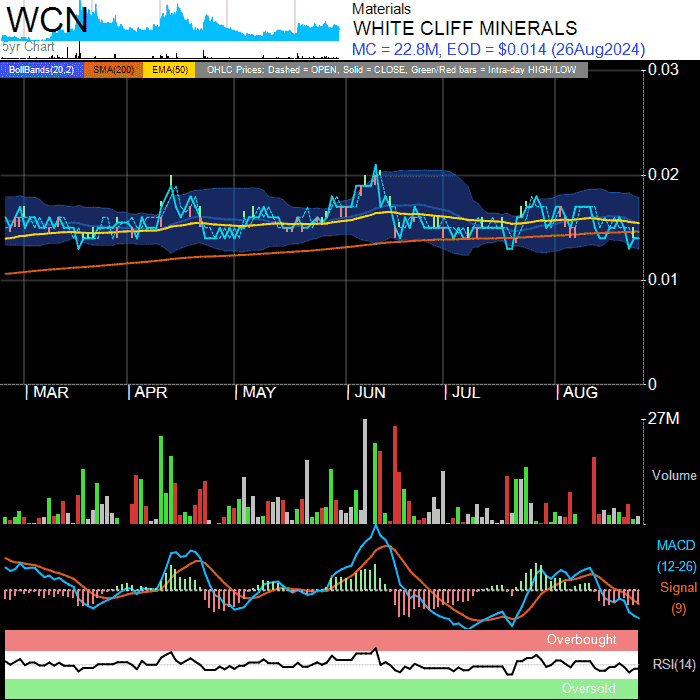 WCN
5yr Chart
Materials
WHITE CLIFF MINERALS
MC = 22.8M, EOD = $0.014 (26Aug2024)
BollBands(20,2) SMA(200) EMA(50) OHLC Prices: Dashed = OPEN, Solid = CLOSE, Green/Red bars = Intra-day HIGH/LOW
0.03
0.02
0.01
0
MAR APR MAY JUN JUL AUG
27M
Volume
MACD
(12-26)
Signal
(9)
Overbought
RSI(14)
Oversold